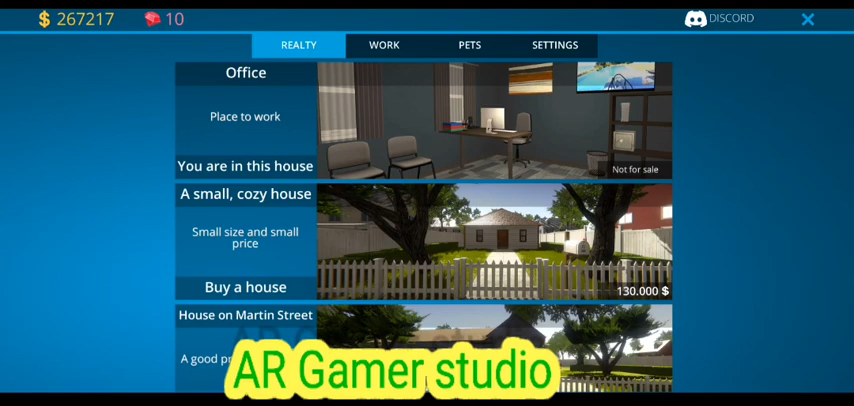 $ 267217
10
DISCORD
REALTY
WORK
PETS
SETTINGS
Office
Place to work
You are in this house
Not for sale
A small, cozy house
Small size and small
price
Buy a house
130.000 $
House on Martin Street
A good
AR Gamer studio